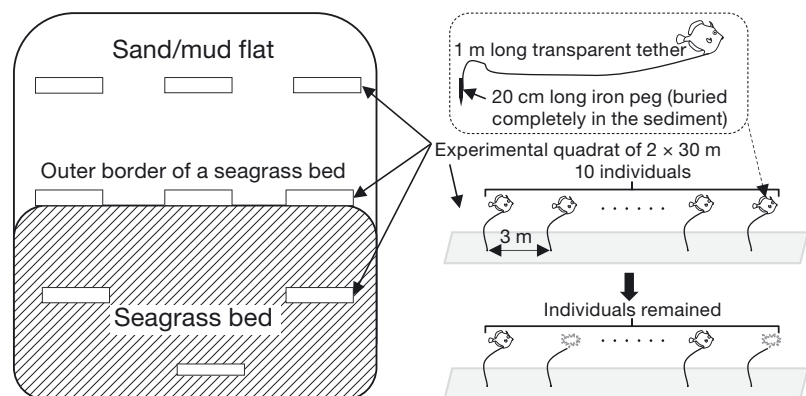 Sand/mud flat
Outer border of a seagrass bed
Seagrass bed
1 m long transparent tether
20 cm long iron peg (buried
completely in the sediment)
Experimental quadrat of 2 × 30 m
10 individuals
3 m
Individuals remained